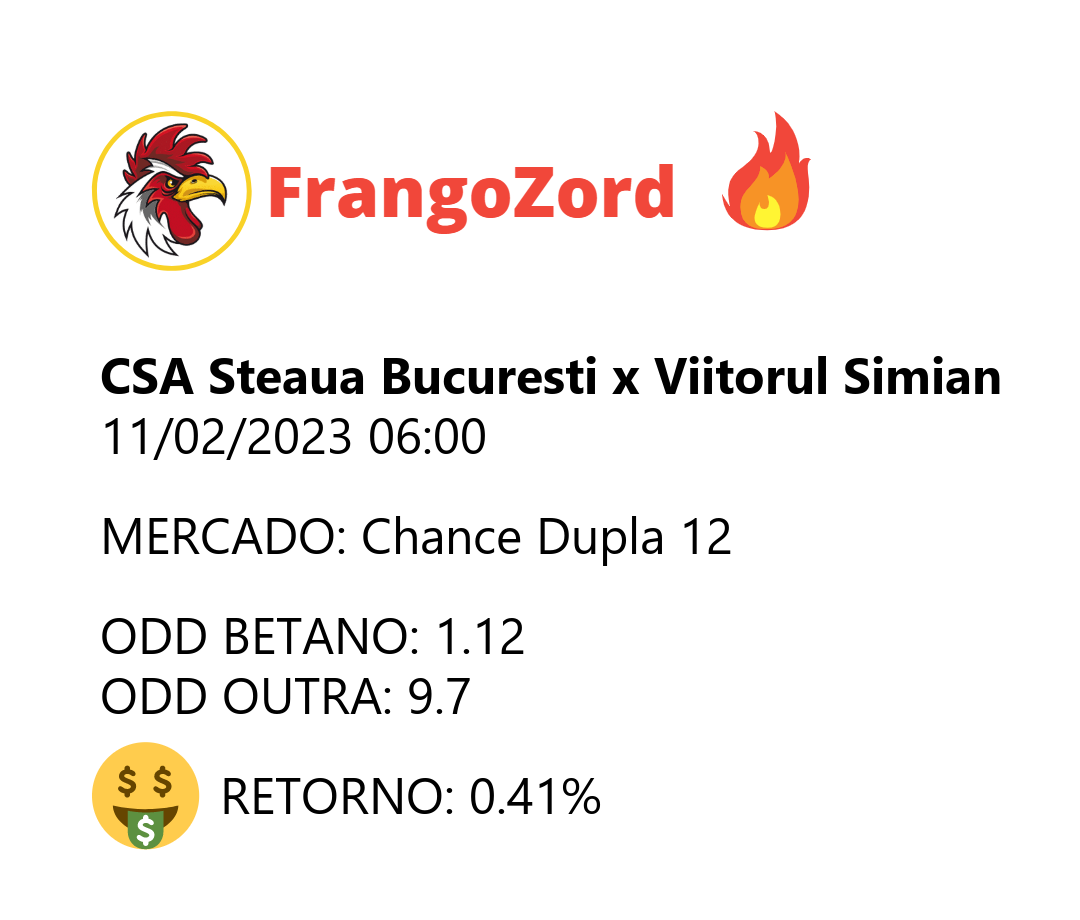 FrangoZord
CSA Steaua Bucuresti x Viitorul Simian
11/02/2023 06:00
MERCADO: Chance Dupla 12
ODD BETANO: 1.12
ODD OUTRA: 9.7
$ $
$
RETORNO: 0.41%